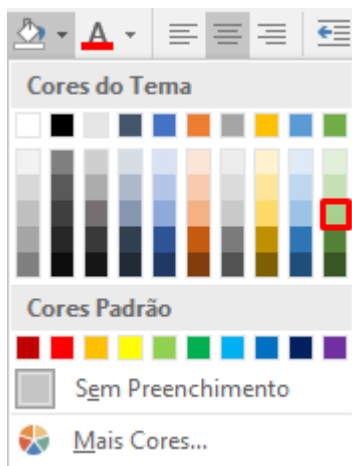 A
Cores do Tema
Cores Padrão
Sem Preenchimento
Mais Cores...